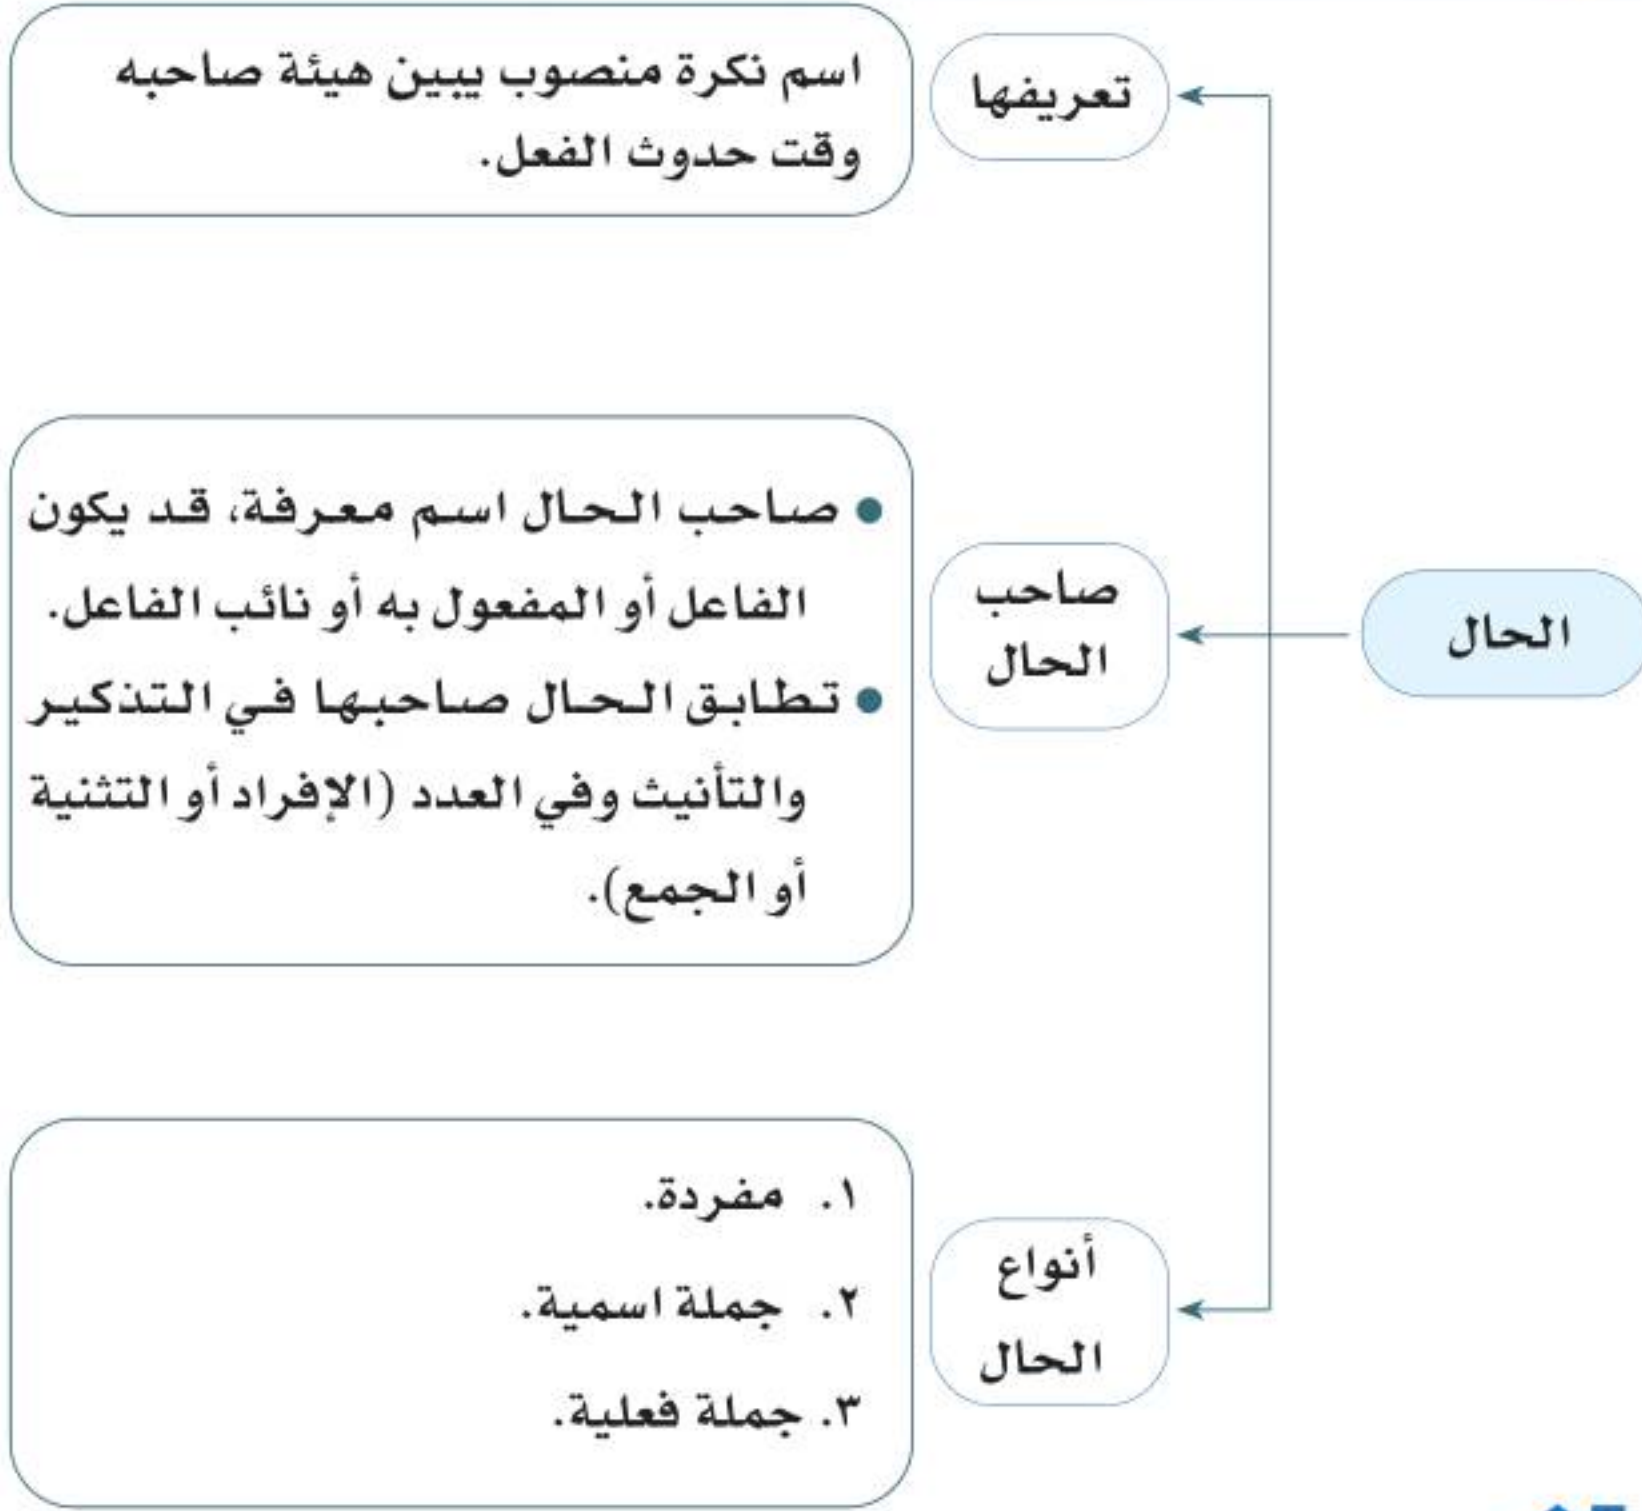 الحال
تعريفها
اسم نكرة منصوب يبين هيئة صاحبه
وقت حدوث الفعل.
صاحب
الحال
● صاحب الحال اسم معرفة، قد يكون
الفاعل أو المفعول به أو نائب الفاعل.
● تطابق الحال صاحبها في التذكير
والتأنيث وفي العدد (الإفراد أو التثنية
أو الجمع).
أنواع
الحال
١. مفردة.
٢. جملة اسمية.
٣. جملة فعلية.